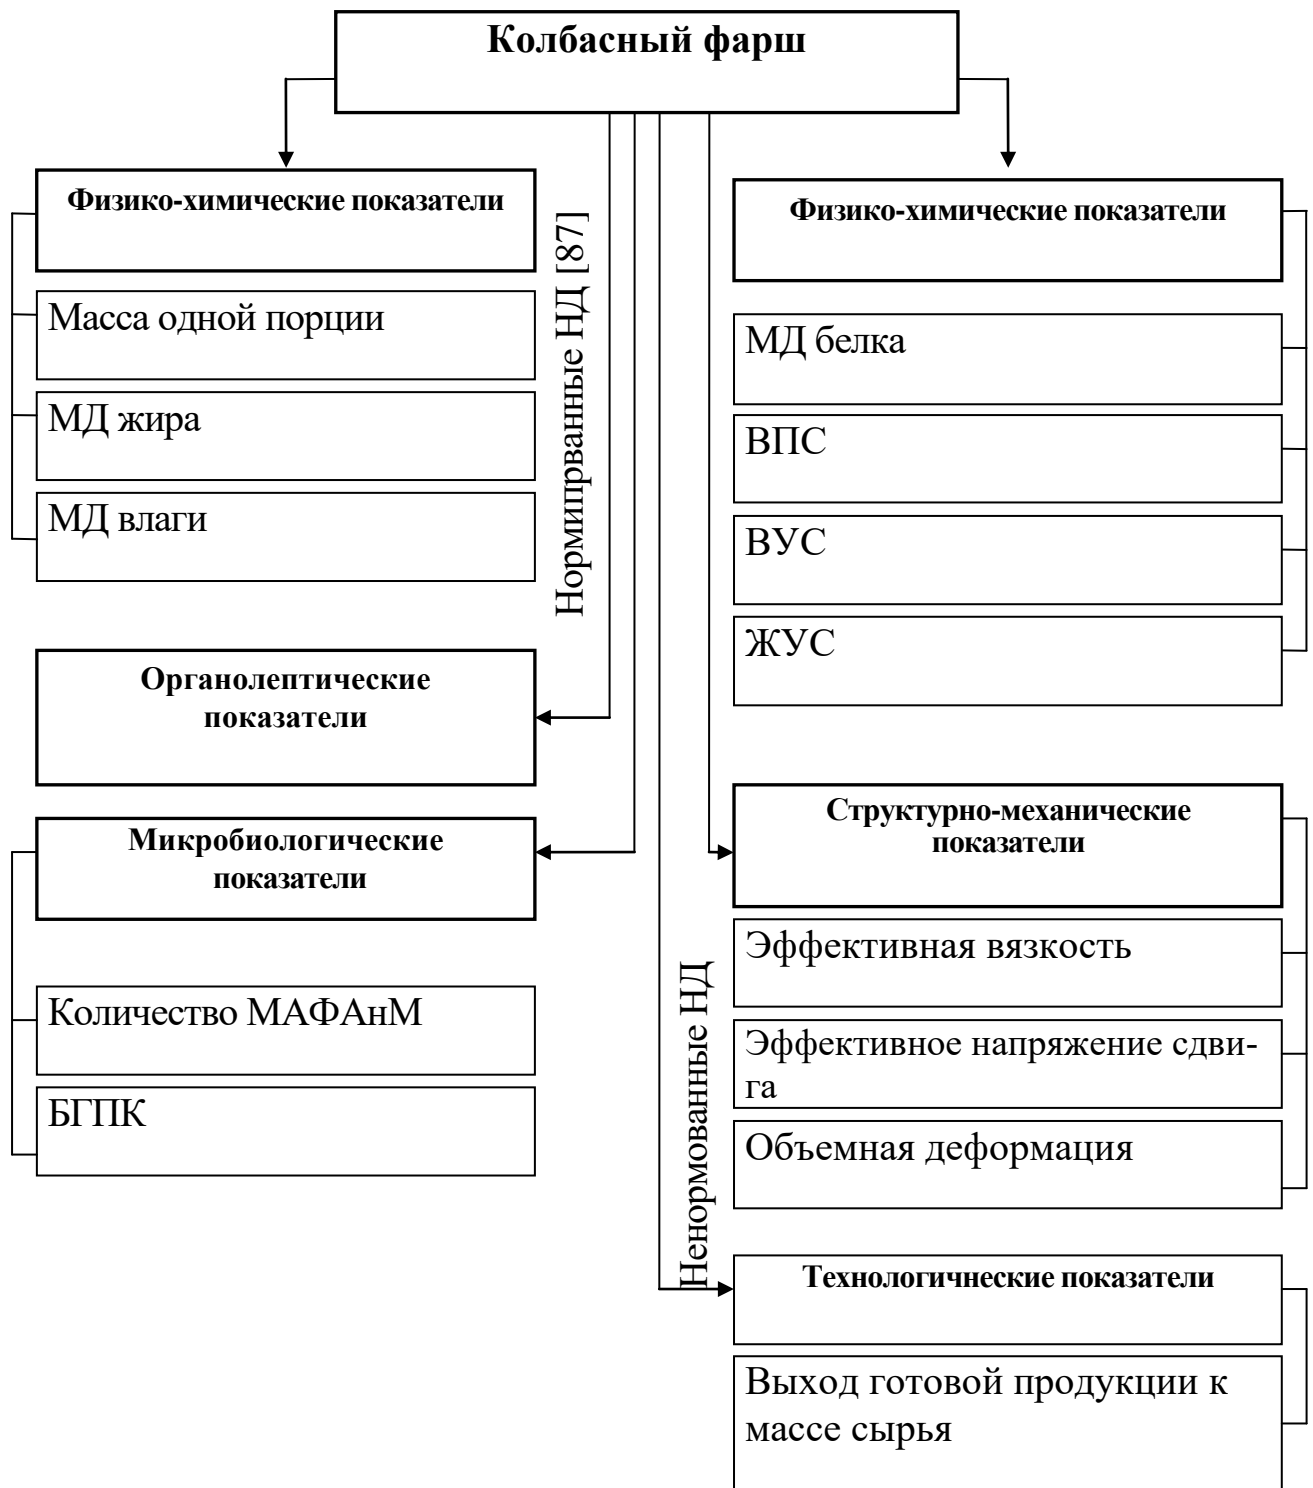 Колбасный фарш
Физико-химические показатели
Масса одной порции
МД жира
МД влаги
Нормипрванные НД [87]
Органолептические
показатели
Микробиологические
показатели
Количество МАФАнМ
БГПК
Физико-химические показатели
МД белка
ВПС
ВУС
ЖУС
Структурно-механические
показатели
Эффективная вязкость
Эффективное напряжение сдви-
га
Объемная деформация
Ненормованные НД
Технологичнеские показатели
Выход готовой продукции к
массе сырья